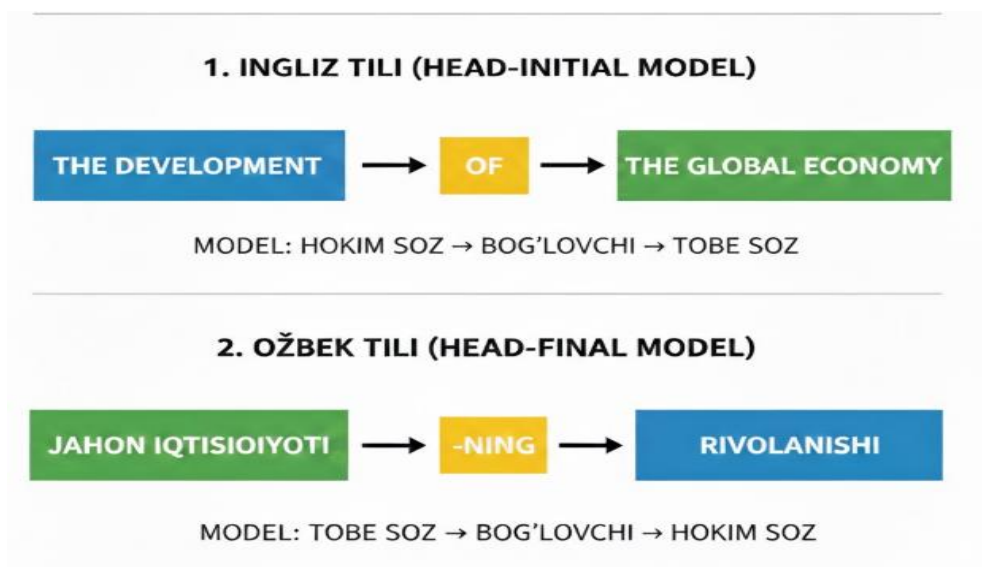 1. INGLIZ TILI (HEAD-INITIAL MODEL)
THE DEVELOPMENT → OF → THE GLOBAL ECONOMY
MODEL: HOKIM SOZ → BOG'LOVCHI → TOBE SOZ
2. OŽBEK TILI (HEAD-FINAL MODEL)
JAHON IQTISIOIYOTI → -NING → RIVOLANISHI
MODEL: TOBE SOZ → BOG'LOVCHI → HOKIM SOZ